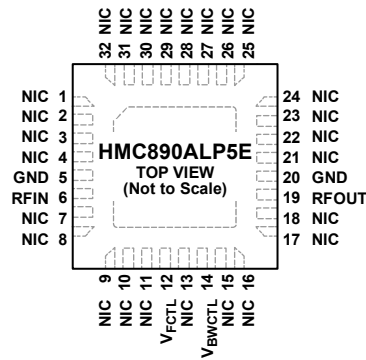 32 NIC
31 NIC
30 NIC
29 NIC
28 NIC
27 NIC
26 NIC
25 NIC
NIC 1
NIC 2
NIC 3
NIC 4
GND 5
RFIN 6
NIC 7
NIC 8
HMC890ALP5E
TOP VIEW
(Not to Scale)
24 NIC
23 NIC
22 NIC
21 NIC
20 GND
19 RFOUT
18 NIC
17 NIC
NIC 9
NIC 10
NIC 11
VFCTL 12
NIC 13
VBWCTL 14
NIC 15
NIC 16